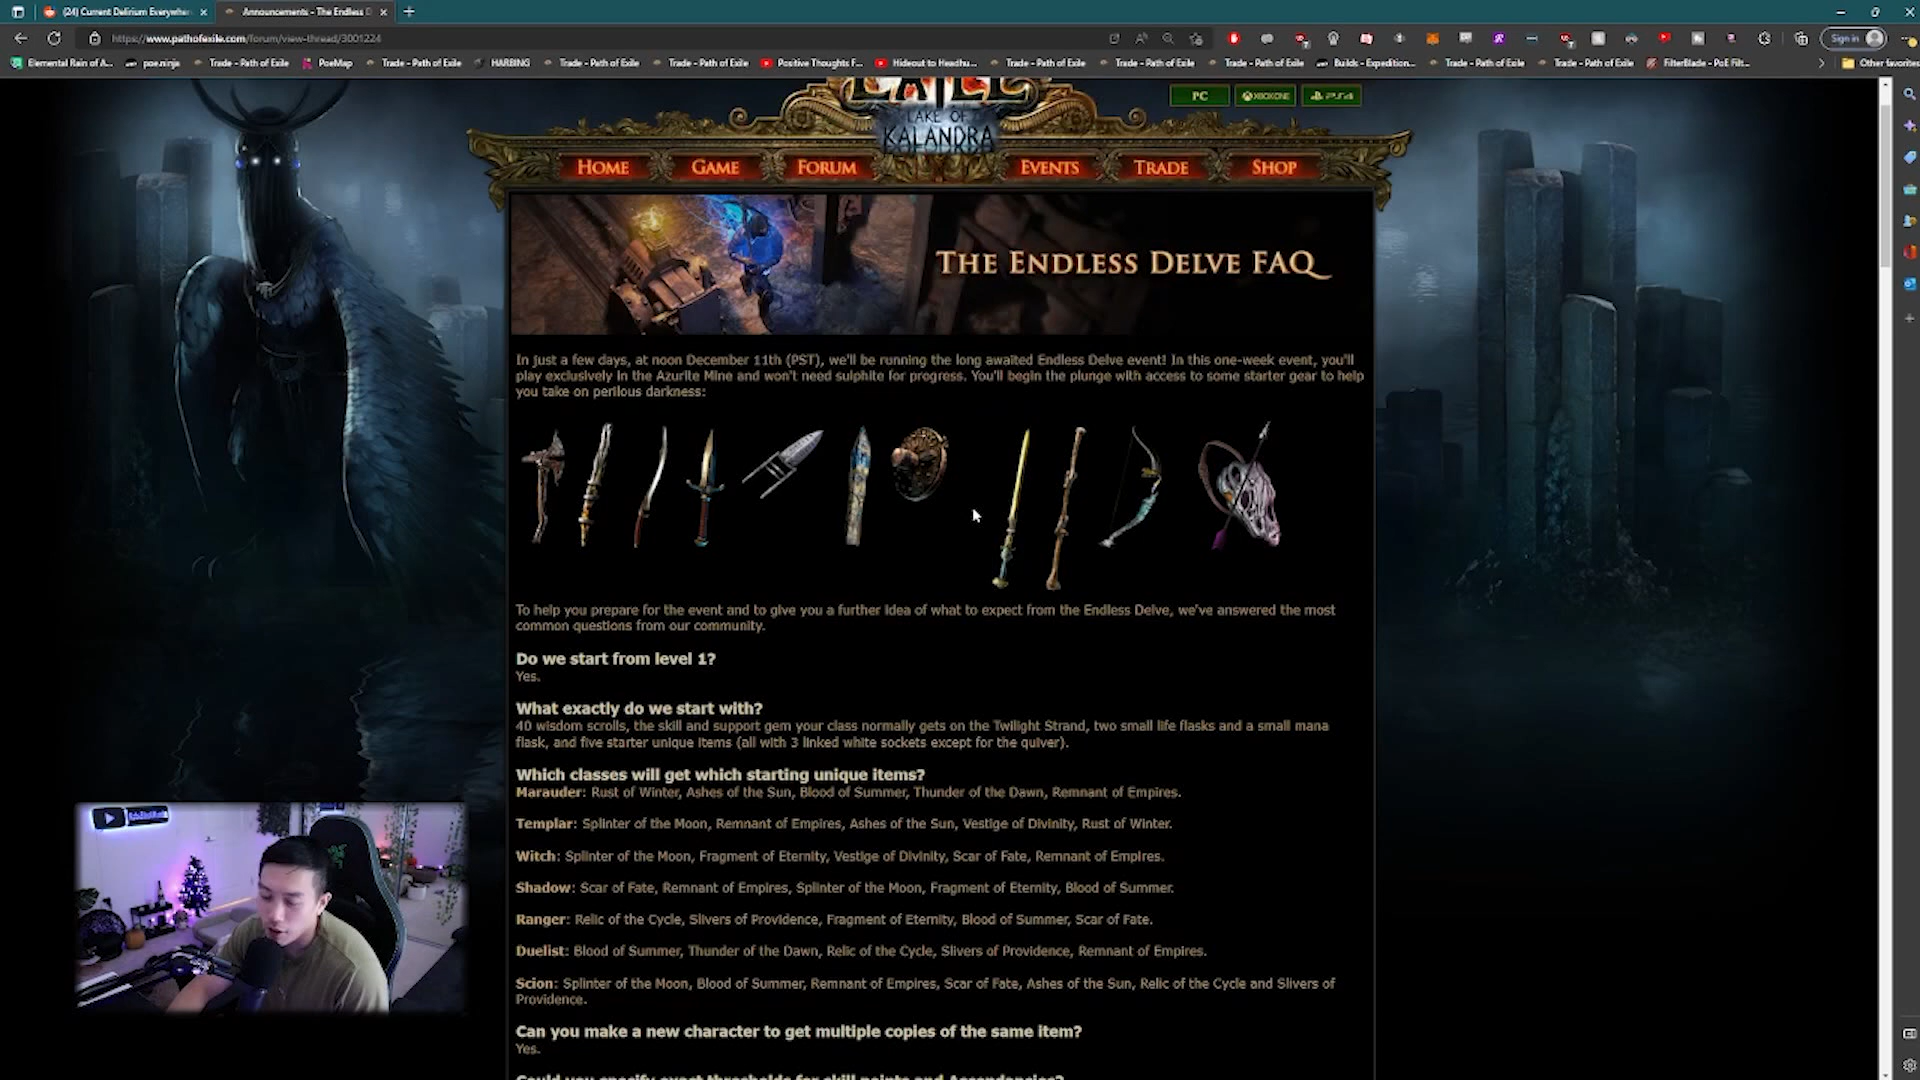 (24) Current Delirium Everywher
Announcements - The Endless D
https://www.pathofexile.com/forum/view-thread/3001224
Sign in
Elemental Rain of A...
poe.ninja
Trade - Path of Exile
PoeMap
Trade - Path of Exile
HARBING
Trade - Path of Exile
Trade - Path of Exile
Positive Thoughts F...
Hideout to Headhu...
Trade - Path of Exile
Trade - Path of Exile
Trade - Path of Exile
Builds - Expedition...
Trade - Path of Exile
Trade - Path of Exile
FilterBlade - PoE Filt...
Other favorites
LAKE OF
KALANDRA
PC
XBOX ONE
HOME
GAME
FORUM
EVENTS
TRADE
SHOP
THE ENDLESS DELVE FAQ
In just a few days, at noon December 11th (PST), we'll be running the long awaited Endless Delve event! In this one-week event, you'll
play exclusively in the Azurite Mine and won't need sulphite for progress. You'll begin the plunge with access to some starter gear to help
you take on perilous darkness:
To help you prepare for the event and to give you a further idea of what to expect from the Endless Delve, we've answered the most
common questions from our community.
Do we start from level 1?
Yes.
What exactly do we start with?
40 wisdom scrolls, the skill and support gem your class normally gets on the Twilight Strand, two small life flasks and a small mana
flask, and five starter unique items (all with 3 linked white sockets except for the quiver).
Which classes will get which starting unique items?
Marauder: Rust of Winter, Ashes of the Sun, Blood of Summer, Thunder of the Dawn, Remnant of Empires.
Templar: Splinter of the Moon, Remnant of Empires, Ashes of the Sun, Vestige of Divinity, Rust of Winter.
Witch: Splinter of the Moon, Fragment of Eternity, Vestige of Divinity, Scar of Fate, Remnant of Empires.
Shadow: Scar of Fate, Remnant of Empires, Splinter of the Moon, Fragment of Eternity, Blood of Summer.
Ranger: Relic of the Cycle, Slivers of Providence, Fragment of Eternity, Blood of Summer, Scar of Fate.
Duelist: Blood of Summer, Thunder of the Dawn, Relic of the Cycle, Slivers of Providence, Remnant of Empires.
Scion: Splinter of the Moon, Blood of Summer, Remnant of Empires, Scar of Fate, Ashes of the Sun, Relic of the Cycle and Slivers of
Providence.
Can you make a new character to get multiple copies of the same item?
Yes.
Could you specify exact thresholds for skill points and Ascendancies?